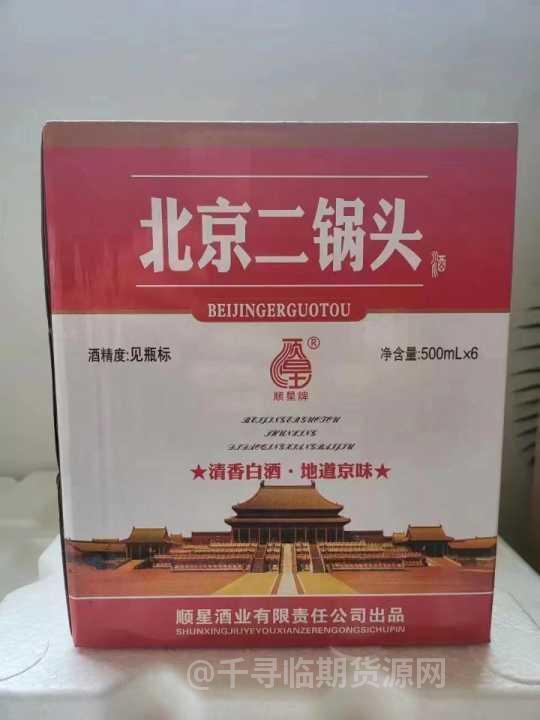 北京二锅头
酒
BEIJINGERGUOTOU
酒精度:见瓶标
净含量:500mL×6
®
顺星牌
BEIJINGERGUOTOU
SHUNXING
★清香白酒·地道京味★
顺星酒业有限责任公司出品
SHUNXINGJIUYEYOUXIANZERENGONGSICHUPIN
@千寻临期货源网